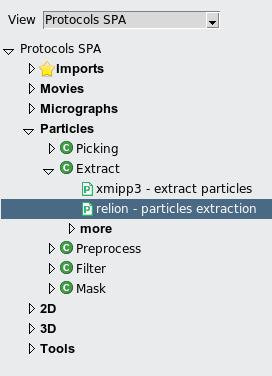 View Protocols SPA
Protocols SPA
Imports
Movies
Micrographs
Particles
C Picking
C Extract
P xmipp3 - extract particles
P relion - particles extraction
more
C Preprocess
C Filter
C Mask
2D
3D
Tools